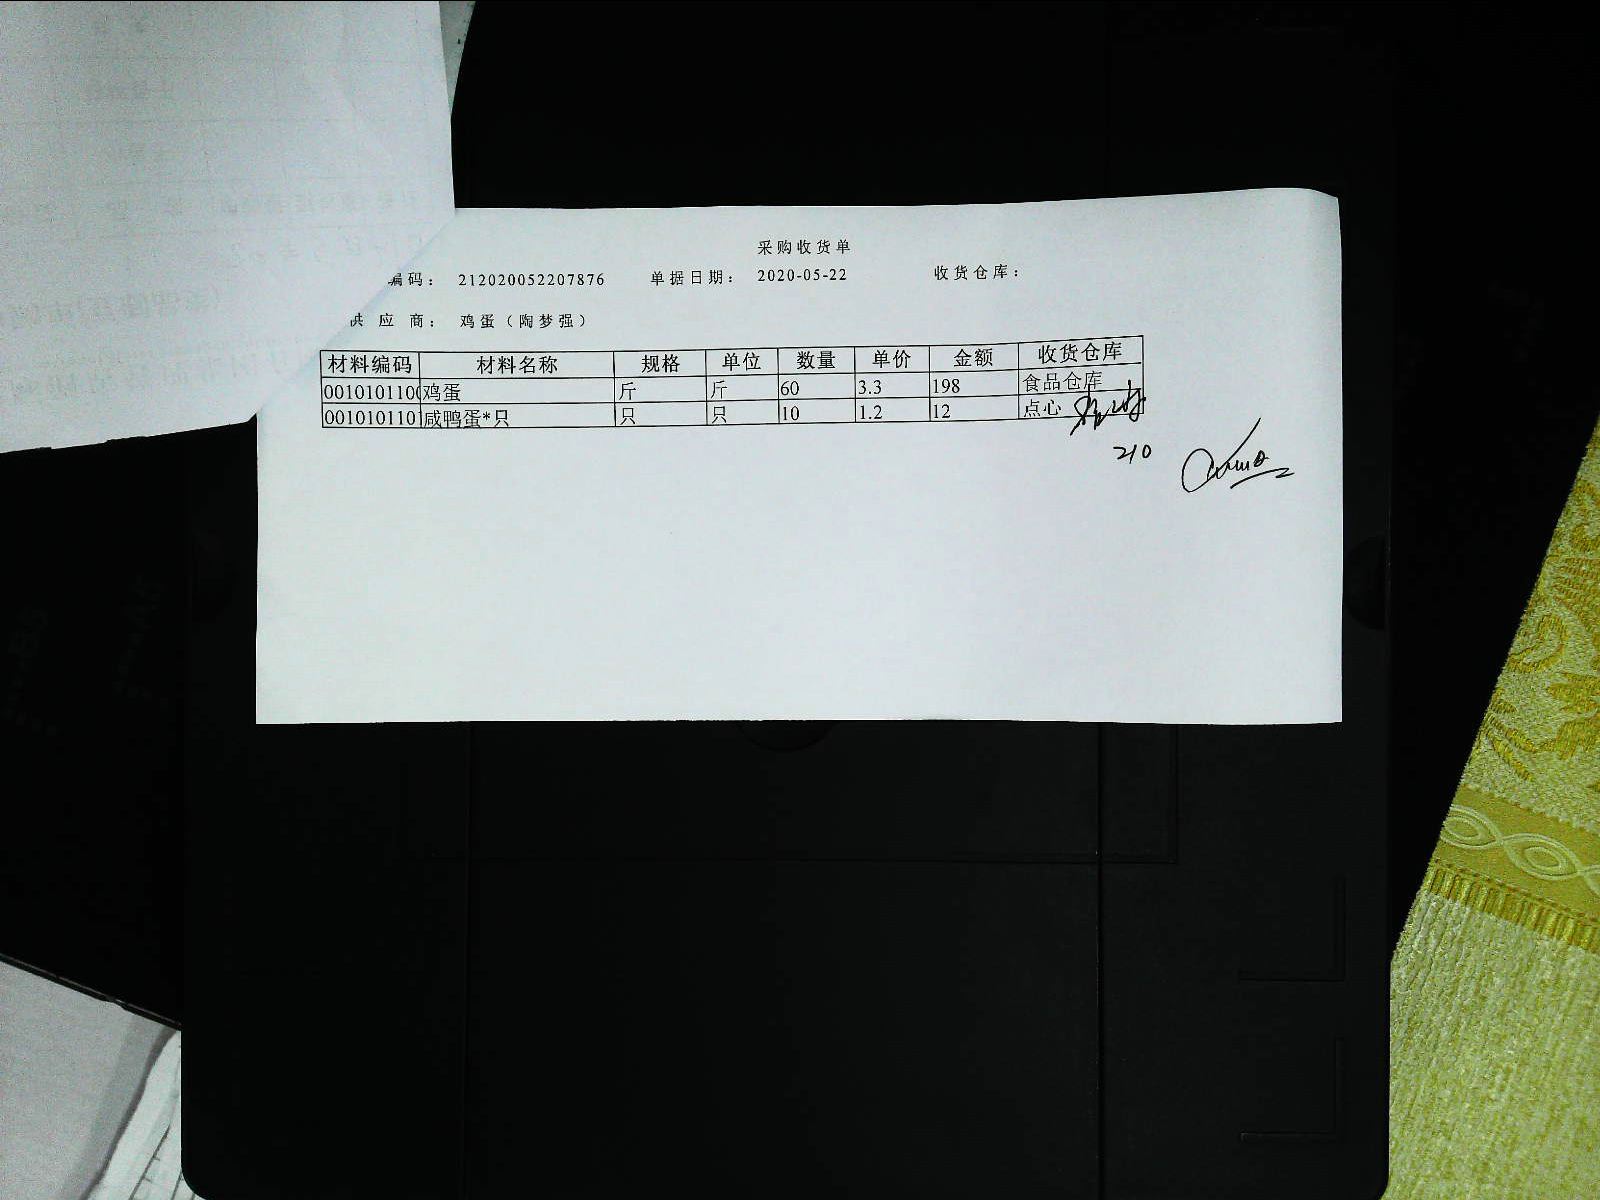 采购收货单
编码： 212020052207876 单据日期： 2020-05-22 收货仓库：
供应商： 鸡蛋（陶梦强）
材料编码 材料名称 规格 单位 数量 单价 金额 收货仓库
0010101100 鸡蛋 斤 斤 60 3.3 198 食品仓库
0010101101 咸鸭蛋*只 只 只 10 1.2 12 点心
210